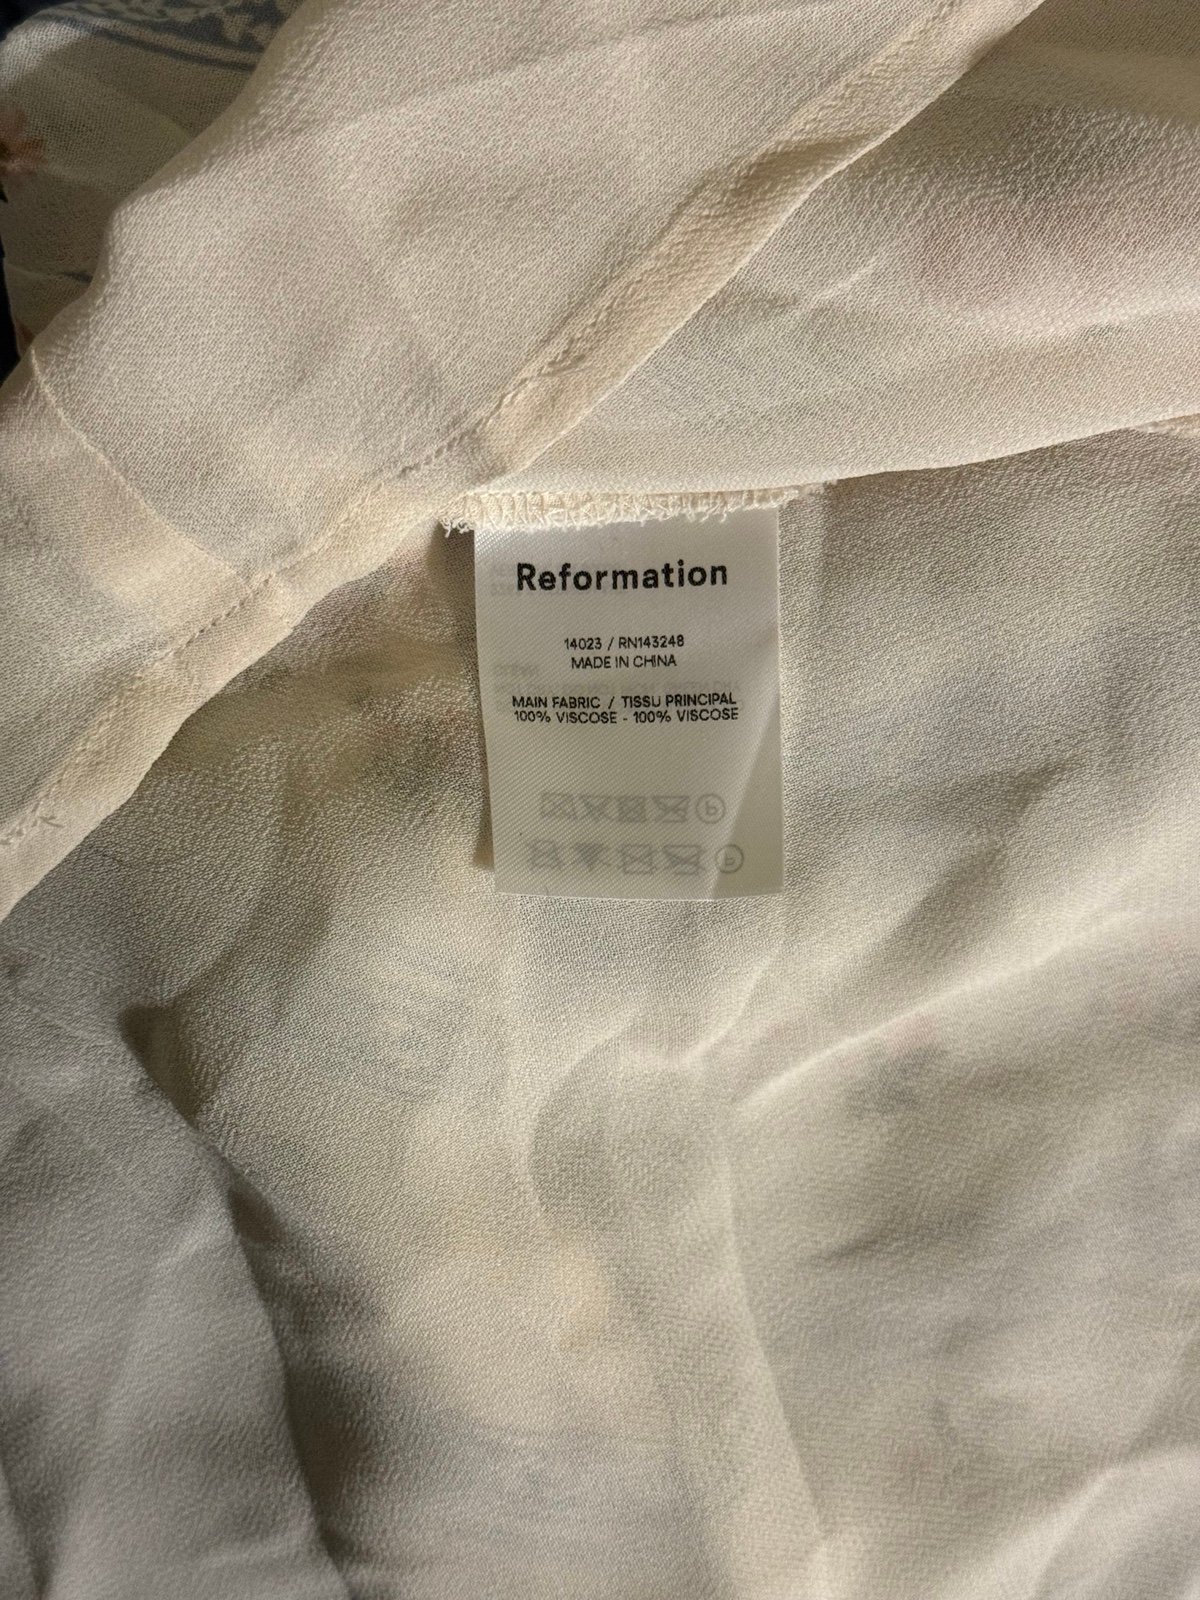 Reformation
14023 / RN143248
MADE IN CHINA
MAIN FABRIC / TISSU PRINCIPAL
100% VISCOSE - 100% VISCOSE